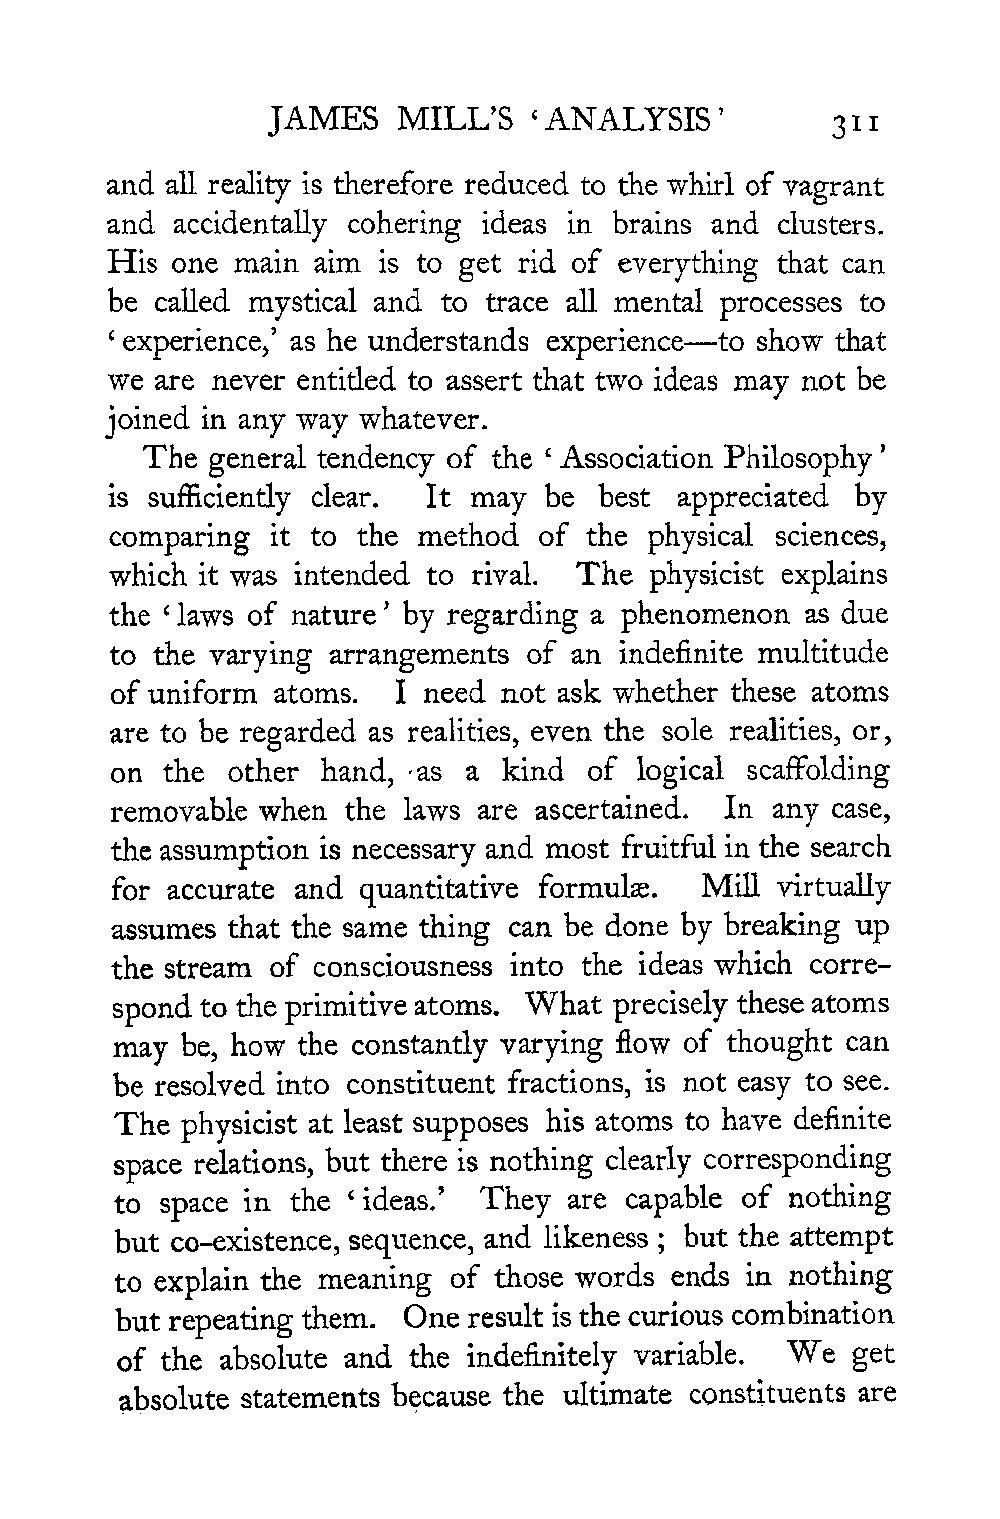 JAMES MILL'S ‘ANALYSIS’ 311
and all reality is therefore reduced to the whirl of vagrant
and accidentally cohering ideas in brains and clusters.
His one main aim is to get rid of everything that can
be called mystical and to trace all mental processes to
‘experience,’ as he understands experience—to show that
we are never entitled to assert that two ideas may not be
joined in any way whatever.
The general tendency of the ‘Association Philosophy’
is sufficiently clear. It may be best appreciated by
comparing it to the method of the physical sciences,
which it was intended to rival. The physicist explains
the ‘laws of nature’ by regarding a phenomenon as due
to the varying arrangements of an indefinite multitude
of uniform atoms. I need not ask whether these atoms
are to be regarded as realities, even the sole realities, or,
on the other hand, as a kind of logical scaffolding
removable when the laws are ascertained. In any case,
the assumption is necessary and most fruitful in the search
for accurate and quantitative formulæ. Mill virtually
assumes that the same thing can be done by breaking up
the stream of consciousness into the ideas which corre-
spond to the primitive atoms. What precisely these atoms
may be, how the constantly varying flow of thought can
be resolved into constituent fractions, is not easy to see.
The physicist at least supposes his atoms to have definite
space relations, but there is nothing clearly corresponding
to space in the ‘ideas.’ They are capable of nothing
but co-existence, sequence, and likeness; but the attempt
to explain the meaning of those words ends in nothing
but repeating them. One result is the curious combination
of the absolute and the indefinitely variable. We get
absolute statements because the ultimate constituents are